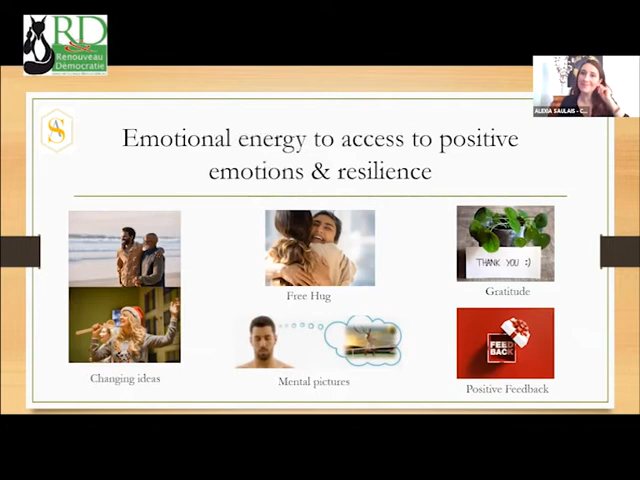 RD
&
Renouveau
Démocratie
ALEXIA SAULAIS - C...
S
Emotional energy to access to positive
emotions & resilience
THANK YOU :)
Free Hug
Gratitude
FEED
BACK
Changing ideas
Mental pictures
Positive Feedback